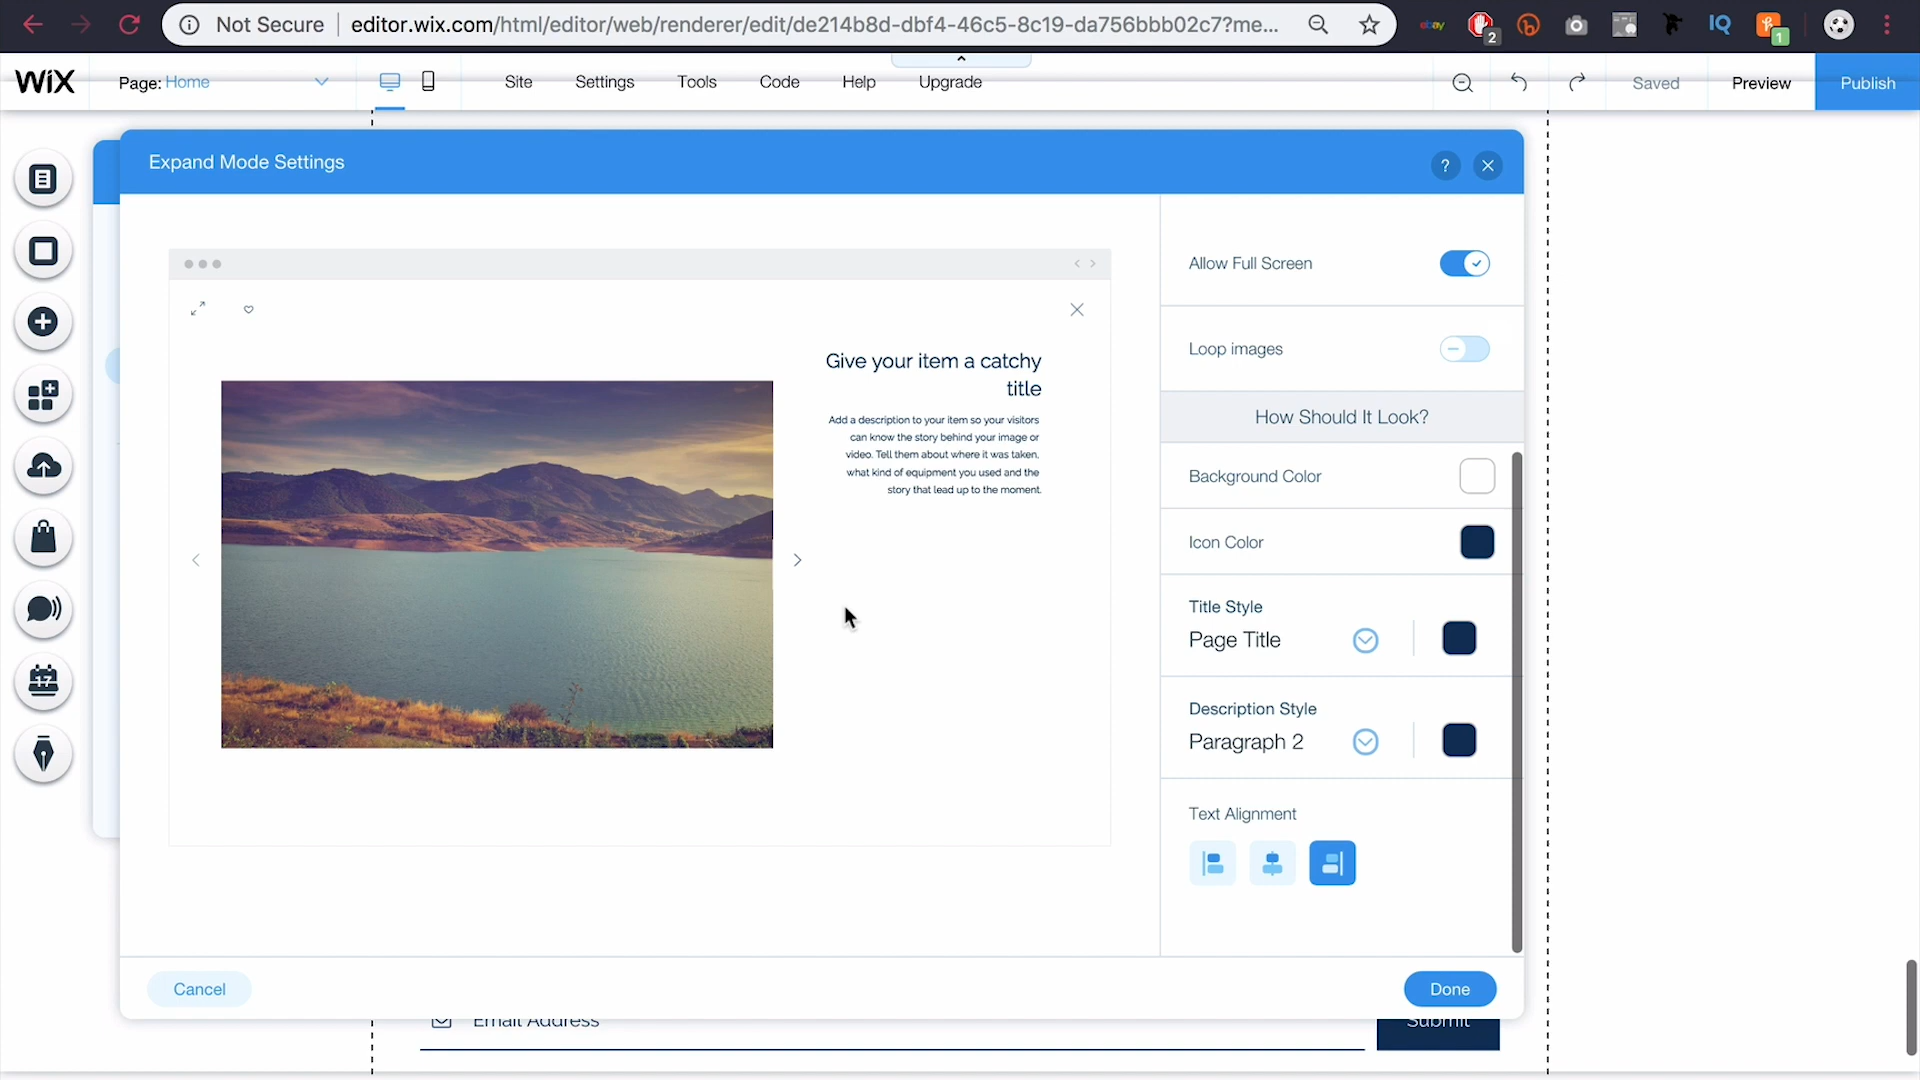 Not Secure
editor.wix.com/html/editor/web/renderer/edit/de214b8d-dbf4-46c5-8c19-da756bbb02c7?me...
ebay
2
IQ
1
WiX
Page: Home
Site
Settings
Tools
Code
Help
Upgrade
Saved
Preview
Publish
Expand Mode Settings
?
Give your item a catchy
title
Add a description to your item so your visitors
can know the story behind your image or
video. Tell them about where it was taken,
what kind of equipment you used and the
story that lead up to the moment.
Allow Full Screen
Loop images
How Should It Look?
Background Color
Icon Color
Title Style
Page Title
Description Style
Paragraph 2
Text Alignment
17
Cancel
Done
Email Address
Submit